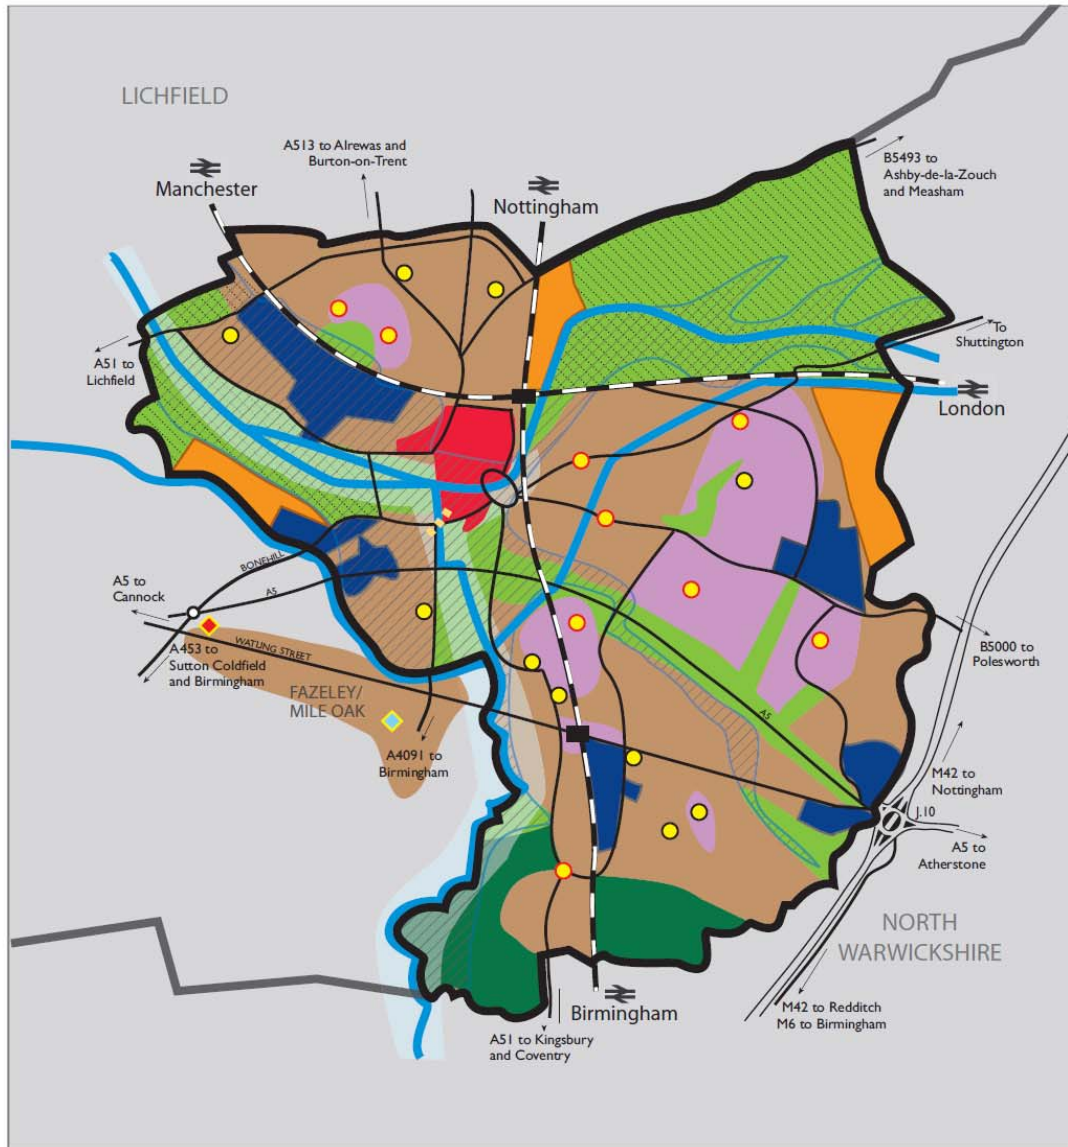 LICHFIELD
A513 to Alrewas and
Burton-on-Trent
B5493 to
Ashby-de-la-Zouch
and Measham
Manchester
Nottingham
To
Shuttington
A51 to
Lichfield
London
BONEHILL
A5
A5 to
Cannock
WATLING STREET
A453 to
Sutton Coldfield
and Birmingham
B5000 to
Polesworth
FAZELEY/
MILE OAK
A5
A4091 to
Birmingham
M42 to
Nottingham
J.10
A5 to
Atherstone
NORTH
WARWICKSHIRE
Birmingham
M42 to Redditch
M6 to Birmingham
A51 to Kingsbury
and Coventry